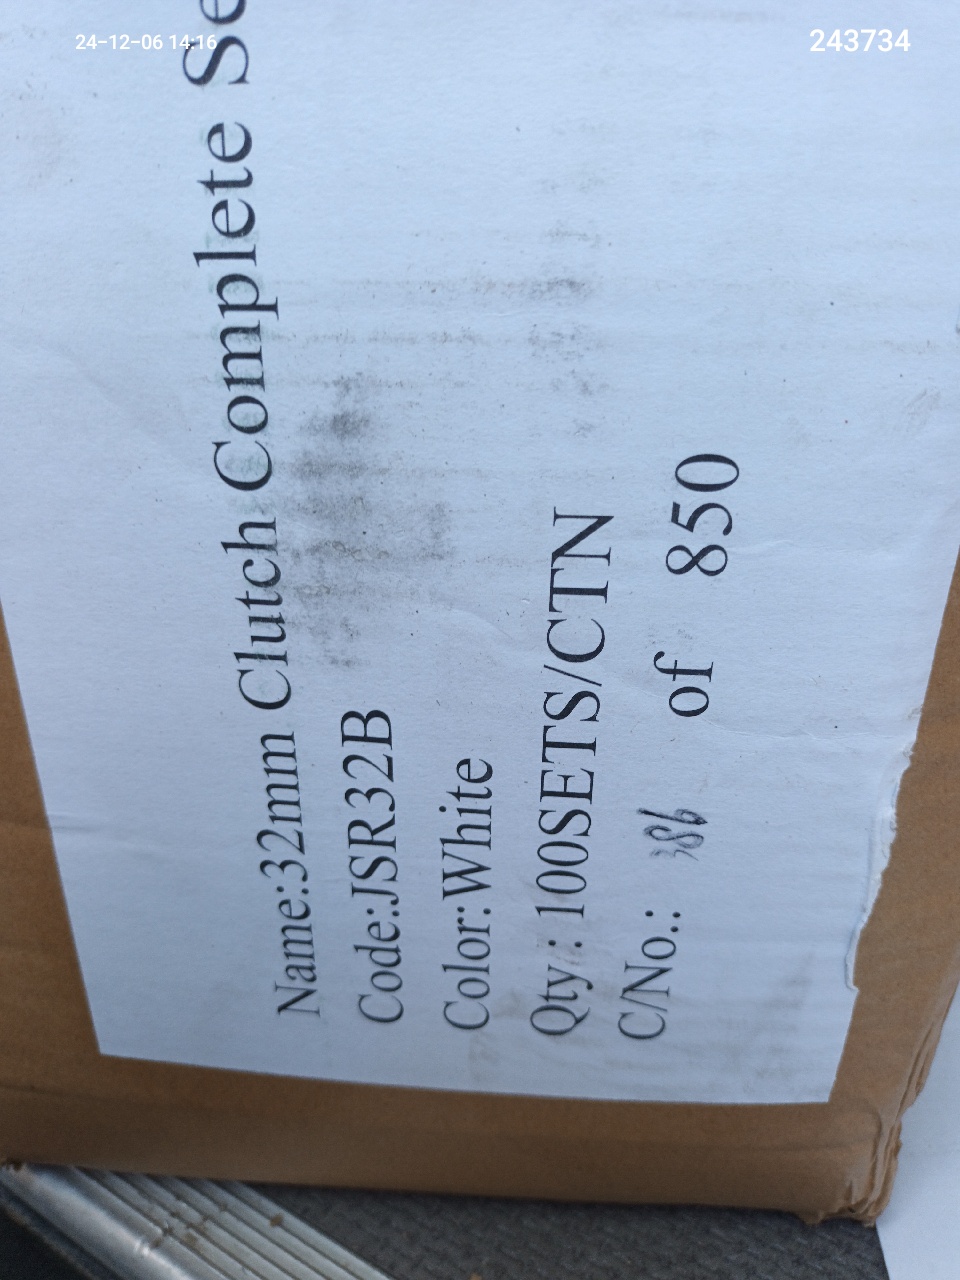 24-12-06 14:16
243734
Name:32mm Clutch Complete Se
Code:JSR32B
Color:White
Qty.: 100SETS/CTN
C/No.: 386 of 850